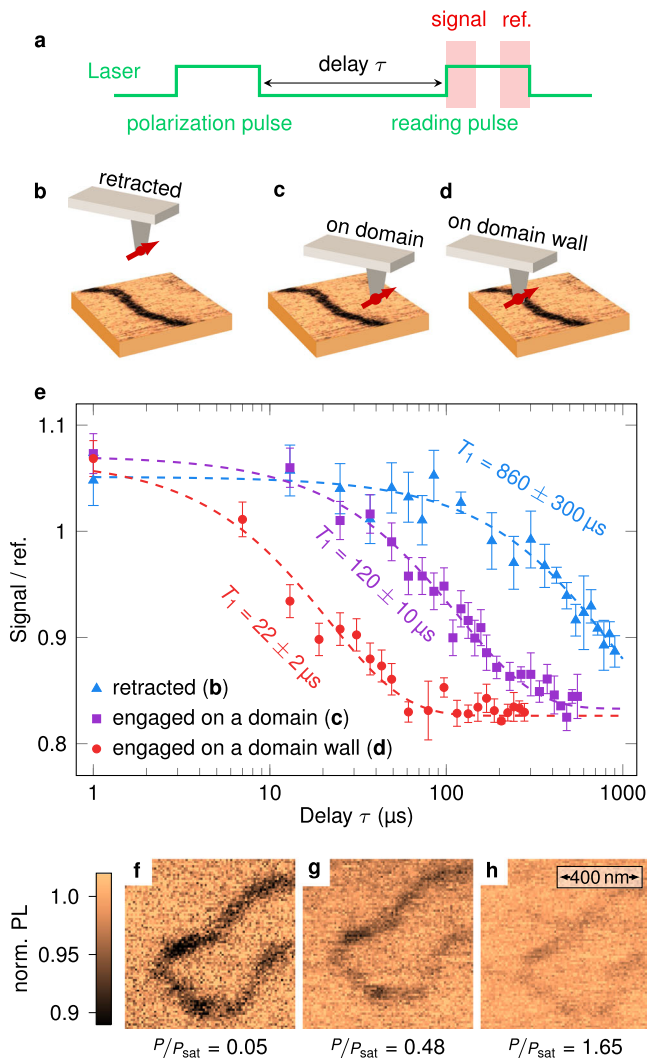 a
signal ref.
Laser
delay τ
polarization pulse
reading pulse
b
retracted
c
on domain
d
on domain wall
e
1.1
1
0.9
0.8
Signal / ref.
T₁ = 860 ± 300 µs
T₁ = 120 ± 10 µs
T₁ = 22 ± 2 µs
retracted (b)
engaged on a domain (c)
engaged on a domain wall (d)
1 10 100 1000
Delay τ (µs)
f
g
h
400 nm
norm. PL
1.0
0.95
0.9
P/Psat = 0.05
P/Psat = 0.48
P/Psat = 1.65